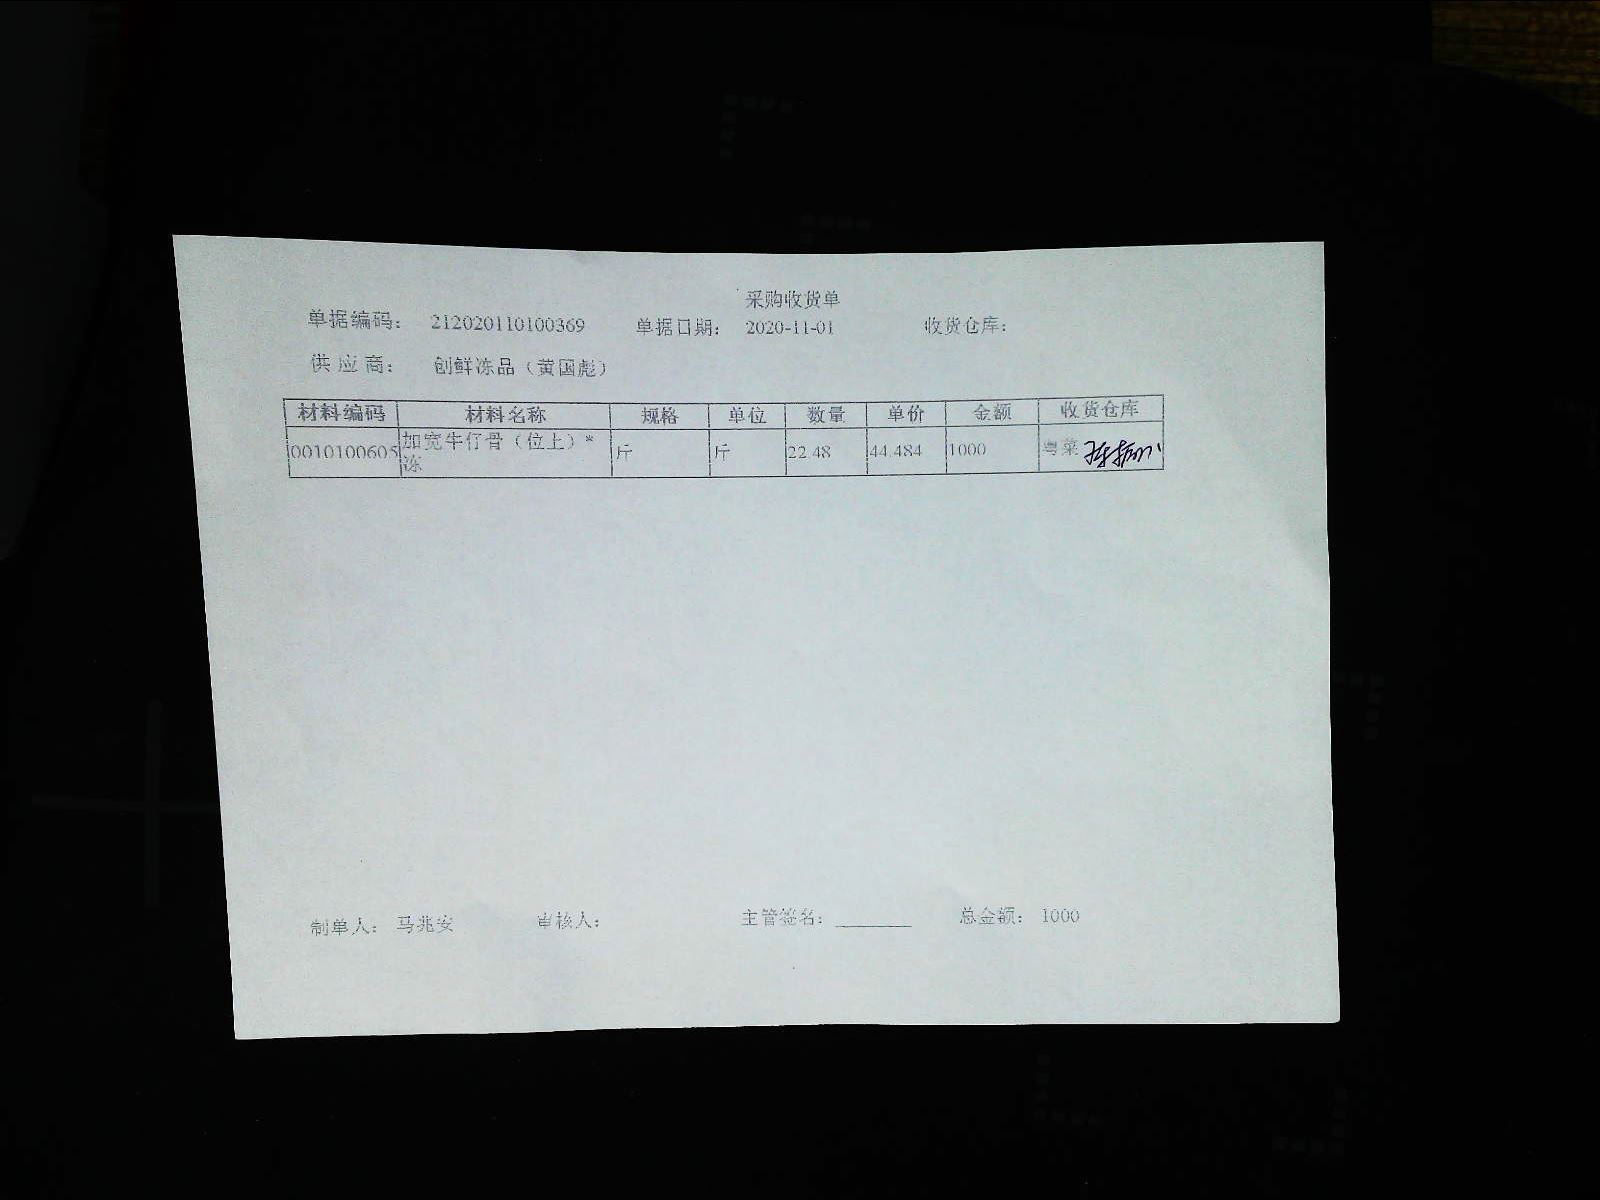 采购收货单
单据编码： 212020110100369 单据日期： 2020-11-01 收货仓库：
供应商： 创鲜冻品（黄国彪）
材料编码 材料名称 规格 单位 数量 单价 金额 收货仓库
0010100605 加宽牛仔骨（位上）*冻 斤 斤 22.48 44.484 1000 粤菜
制单人： 马兆安 审核人： 主管签名： 总金额： 1000